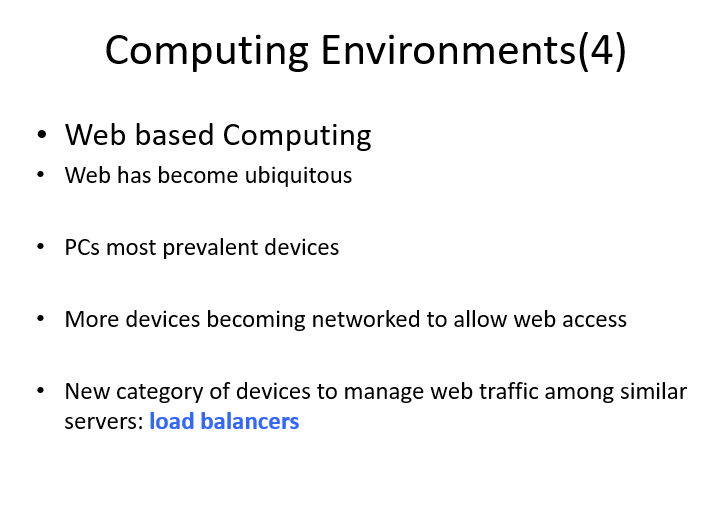 Computing Environments(4)
• Web based Computing
• Web has become ubiquitous
• PCs most prevalent devices
• More devices becoming networked to allow web access
• New category of devices to manage web traffic among similar
servers: load balancers